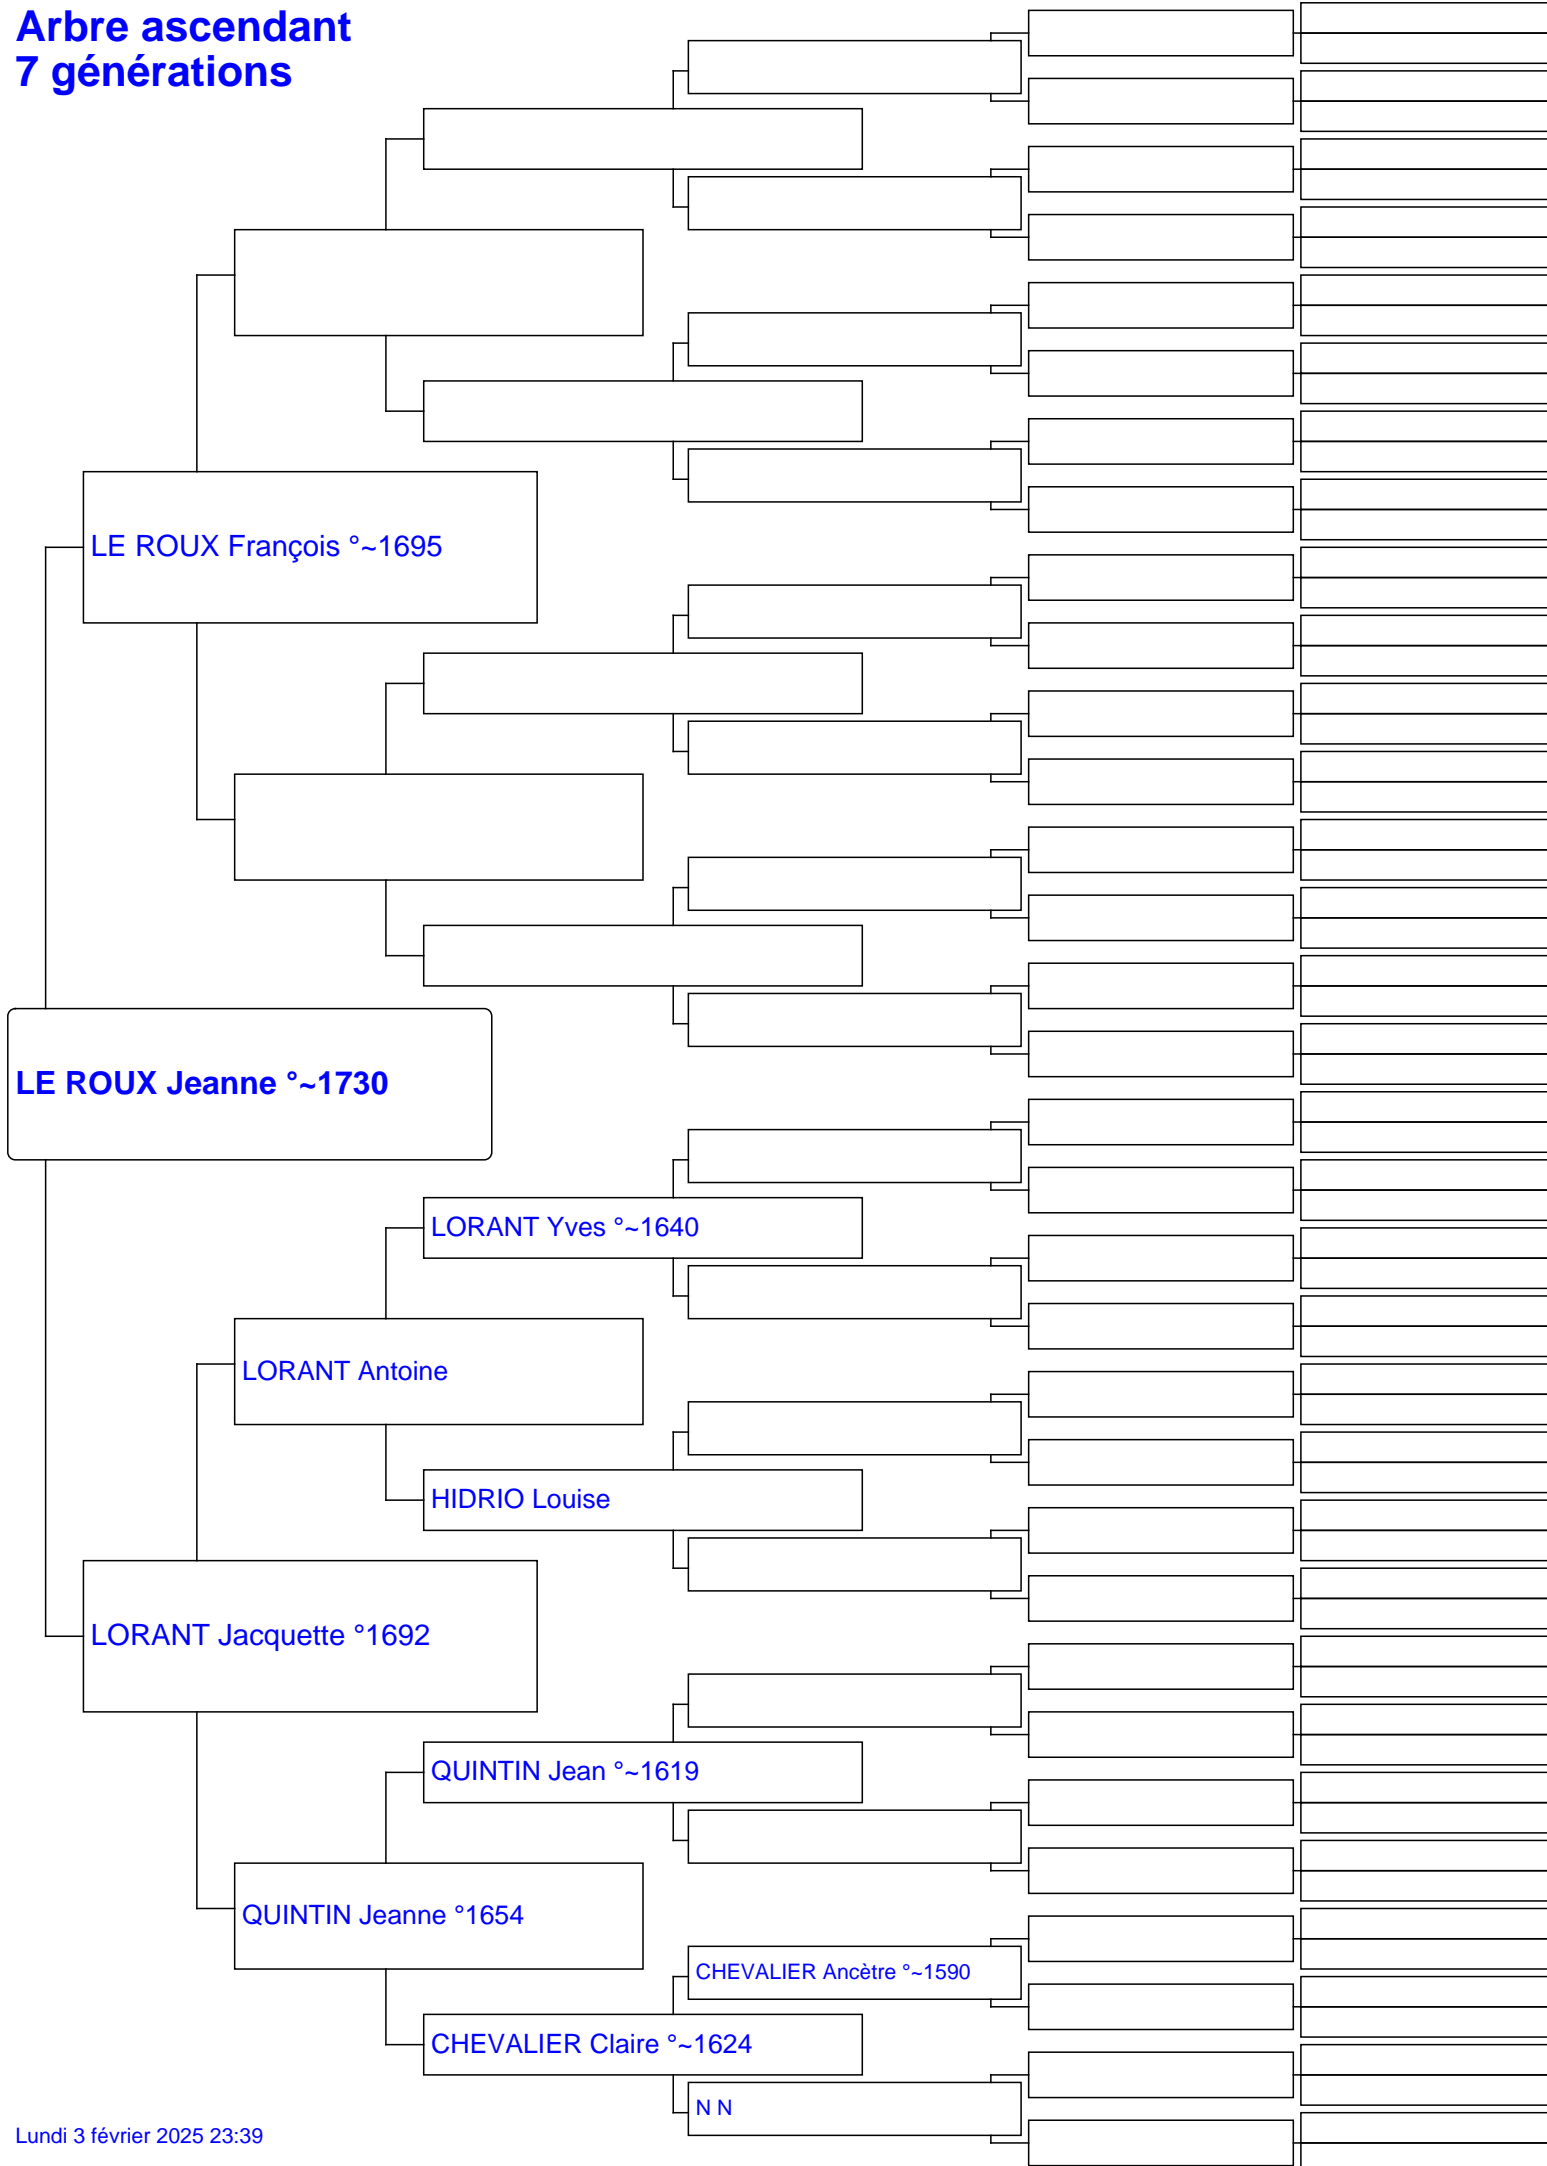 Arbre ascendant
7 générations
LE ROUX François °~1695
LE ROUX Jeanne °~1730
LORANT Yves °~1640
LORANT Antoine
HIDRIO Louise
LORANT Jacquette °1692
QUINTIN Jean °~1619
QUINTIN Jeanne °1654
CHEVALIER Ancètre °~1590
CHEVALIER Claire °~1624
N N
Lundi 3 février 2025 23:39